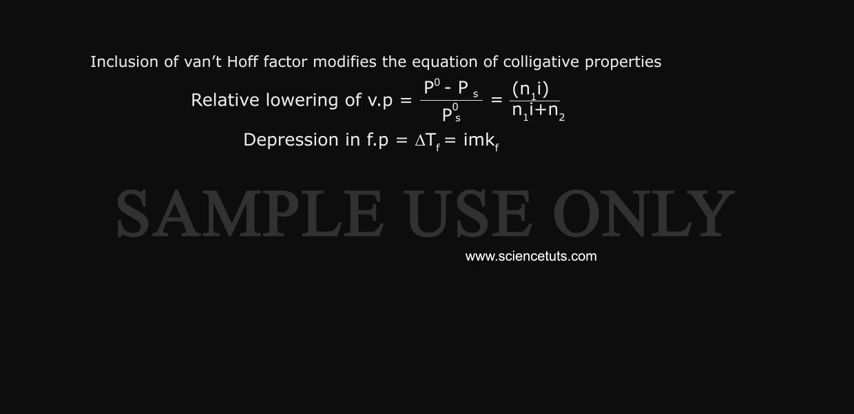 Inclusion of van't Hoff factor modifies the equation of colligative properties
Relative lowering of v.p = (P⁰ - Pₛ) / P⁰ₛ = (n₁i) / n₁i+n₂
Depression in f.p = ΔT_f = imk_f
SAMPLE USE ONLY
www.sciencetuts.com